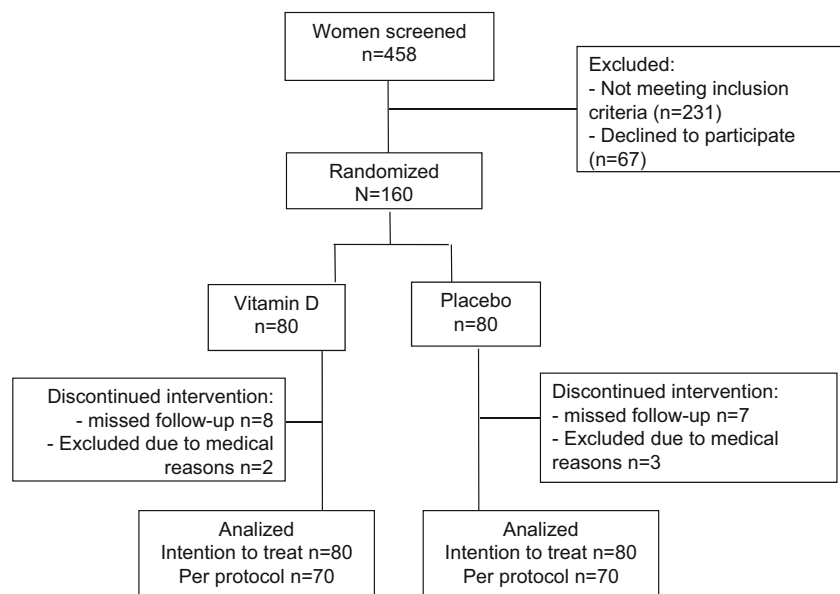 Women screened
n=458
Excluded:
- Not meeting inclusion
criteria (n=231)
- Declined to participate
(n=67)
Randomized
N=160
Vitamin D
n=80
Placebo
n=80
Discontinued intervention:
- missed follow-up n=8
- Excluded due to medical
reasons n=2
Discontinued intervention:
- missed follow-up n=7
- Excluded due to medical
reasons n=3
Analized
Intention to treat n=80
Per protocol n=70
Analized
Intention to treat n=80
Per protocol n=70